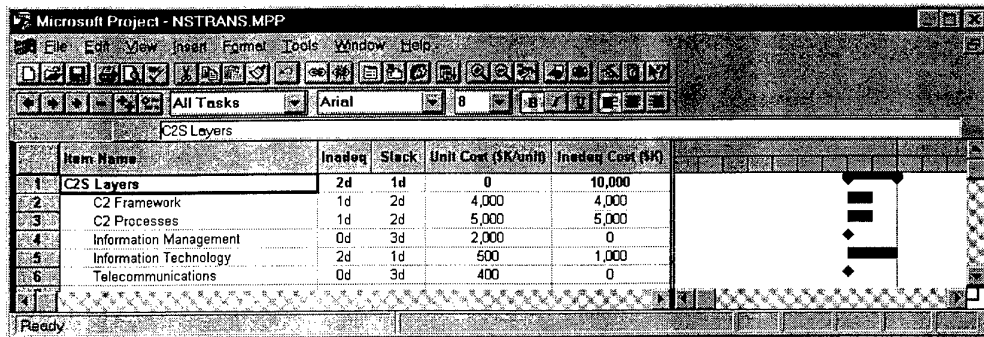 Microsoft Project - NSTRANS.MPP
File Edit View Insert Format Tools Window Help
All Tasks Arial 8 B I U
C2S Layers
Item Name Inadeq Slack Unit Cost ($K/unit) Inadeq Cost ($K)
1 C2S Layers 2d 1d 0 10,000
2 C2 Framework 1d 2d 4,000 4,000
3 C2 Processes 1d 2d 5,000 5,000
4 Information Management 0d 3d 2,000 0
5 Information Technology 2d 1d 500 1,000
6 Telecommunications 0d 3d 400 0
Ready